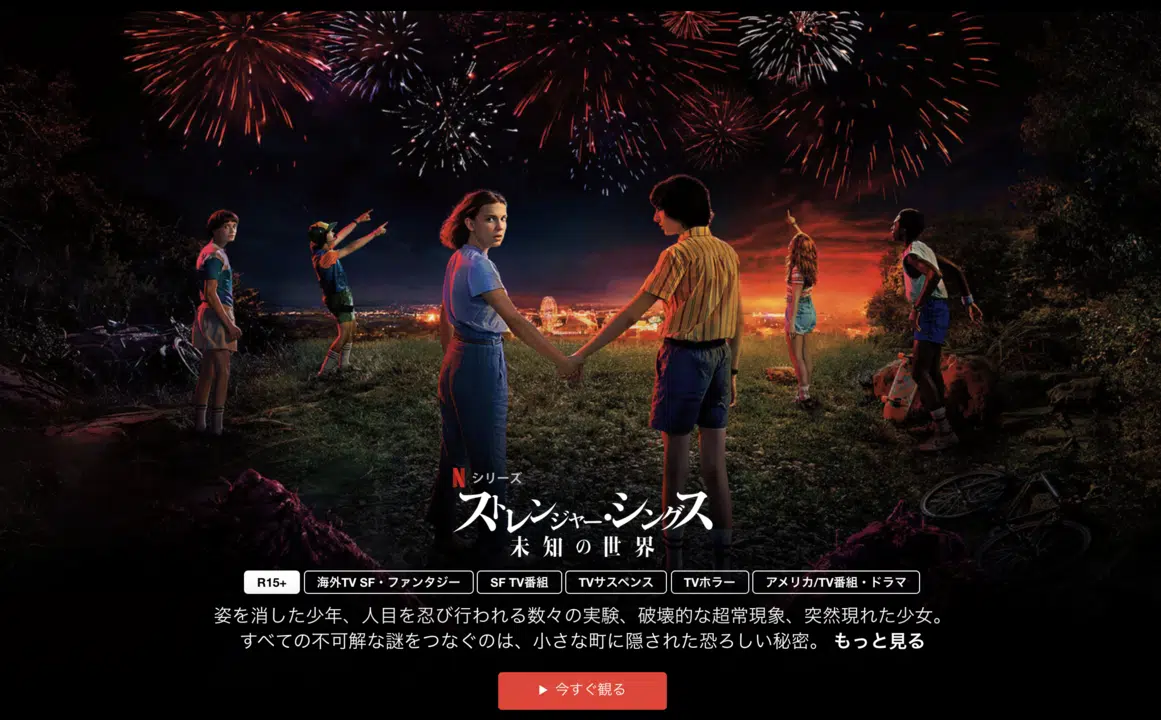 N シリーズ
ストレンジャー・シングス
未知の世界
R15+ 海外TV SF・ファンタジー SF TV番組 TVサスペンス TVホラー アメリカ/TV番組・ドラマ
姿を消した少年、人目を忍び行われる数々の実験、破壊的な超常現象、突然現れた少女。
すべての不可解な謎をつなぐのは、小さな町に隠された恐ろしい秘密。 もっと見る
▶ 今すぐ観る